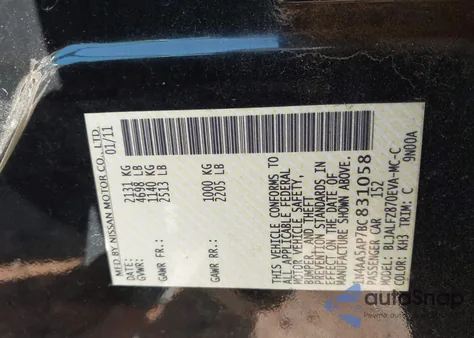 MFD BY NISSAN MOTOR CO., LTD.
DATE: 01/11
GVWR: 2131 KG
4698 LB
GAWR FR: 1140 KG
2513 LB
GAWR RR: 1000 KG
2205 LB
THIS VEHICLE CONFORMS TO
ALL APPLICABLE FEDERAL
MOTOR VEHICLE SAFETY,
BUMPER, AND THEFT
PREVENTION STANDARDS IN
EFFECT ON THE DATE OF
MANUFACTURE SHOWN ABOVE.
1N4AA5AP7BC831058
PASSENGER CAR 152
MODEL: BLJALFZ870EVA-MC-C
COLOR: KH3 TRIM: C 9N00A
autoSnap